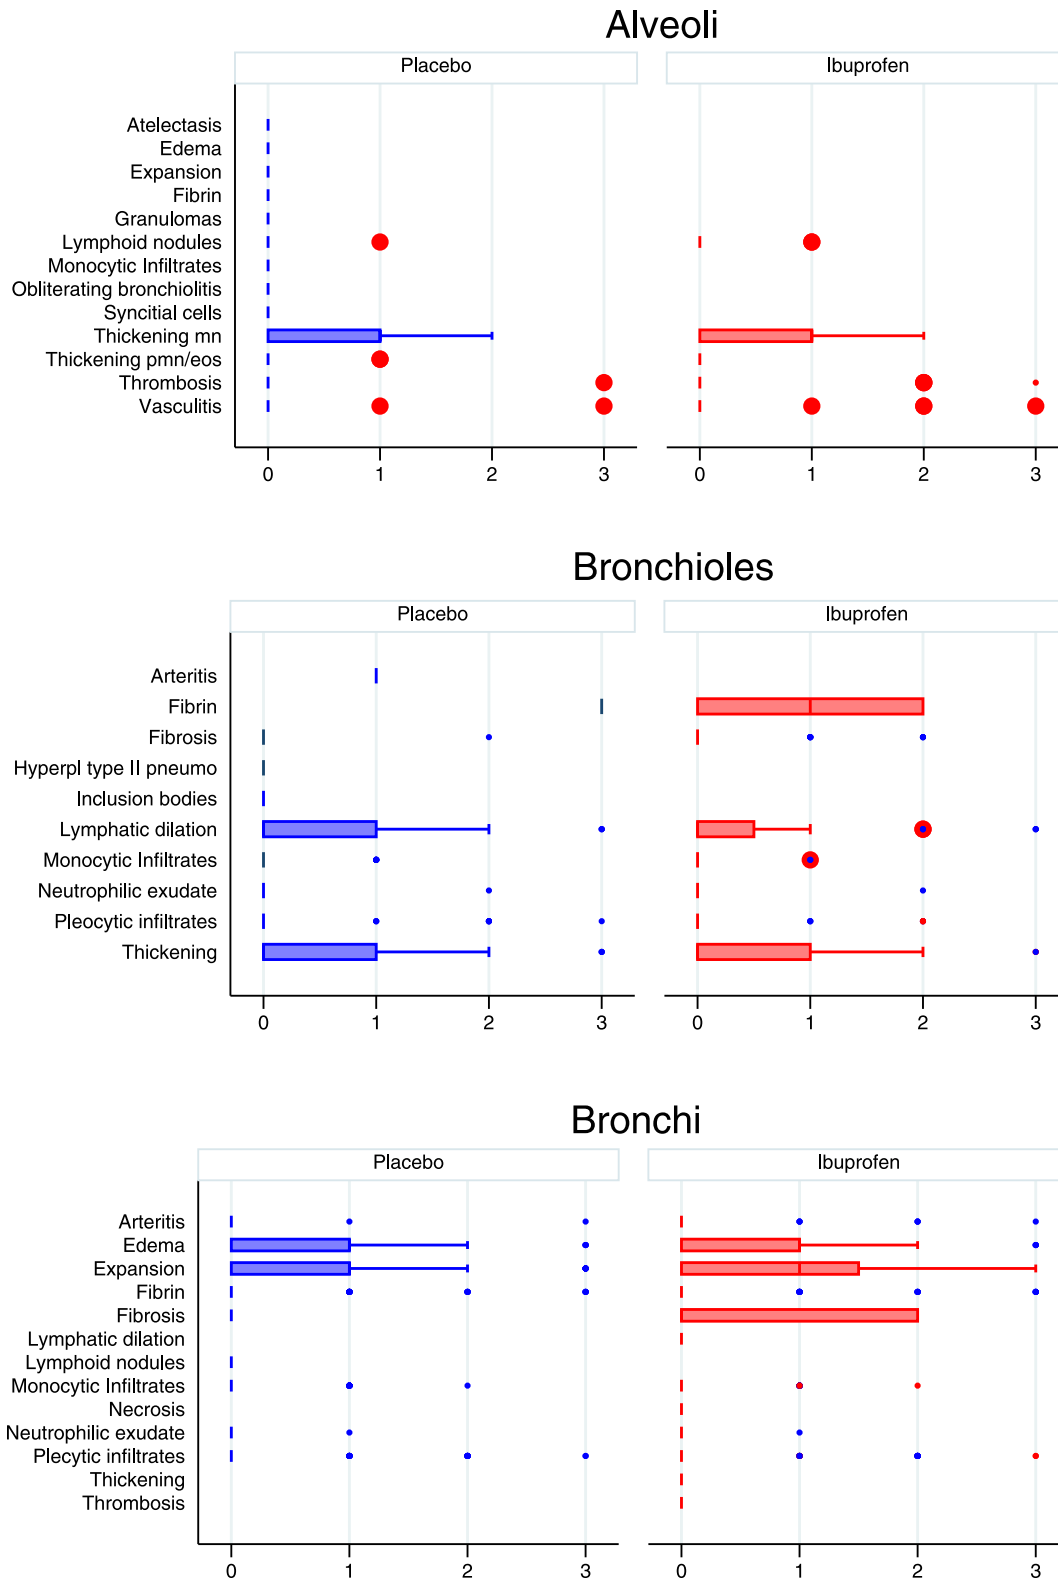 Alveoli
Placebo Ibuprofen
Atelectasis
Edema
Expansion
Fibrin
Granulomas
Lymphoid nodules
Monocytic Infiltrates
Obliterating bronchiolitis
Syncitial cells
Thickening mn
Thickening pmn/eos
Thrombosis
Vasculitis
0 1 2 3 0 1 2 3
Bronchioles
Placebo Ibuprofen
Arteritis
Fibrin
Fibrosis
Hyperpl type II pneumo
Inclusion bodies
Lymphatic dilation
Monocytic Infiltrates
Neutrophilic exudate
Pleocytic infiltrates
Thickening
0 1 2 3 0 1 2 3
Bronchi
Placebo Ibuprofen
Arteritis
Edema
Expansion
Fibrin
Fibrosis
Lymphatic dilation
Lymphoid nodules
Monocytic Infiltrates
Necrosis
Neutrophilic exudate
Plecytic infiltrates
Thickening
Thrombosis
0 1 2 3 0 1 2 3